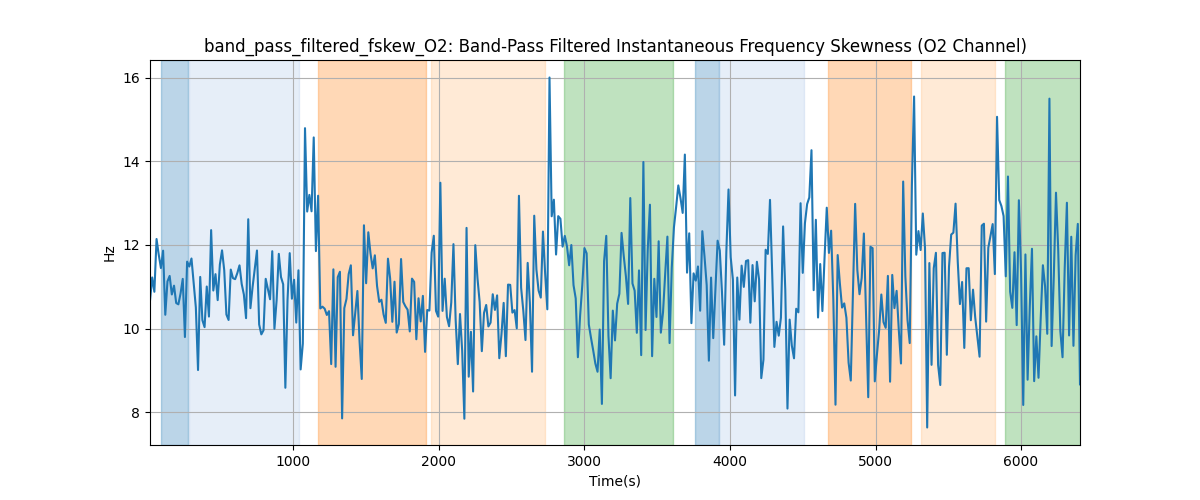 band_pass_filtered_fskew_O2: Band-Pass Filtered Instantaneous Frequency Skewness (O2 Channel)
16
14
12
10
8
Hz
1000 2000 3000 4000 5000 6000
Time(s)